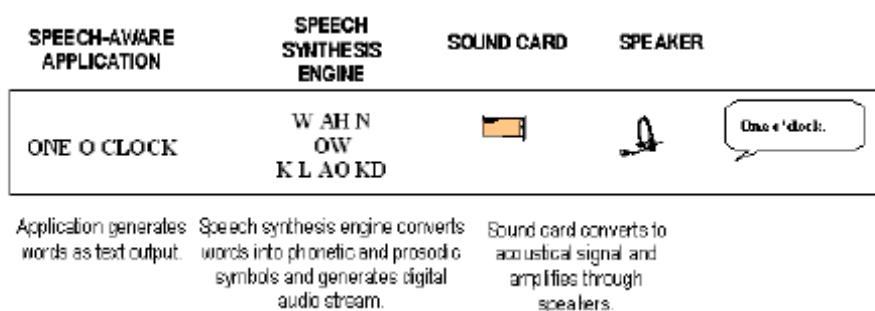 SPEECH-AWARE
APPLICATION
SPEECH
SYNTHESIS
ENGINE
SOUND CARD
SPEAKER
ONE O CLOCK
W AH N
OW
K L AO KD
One o'clock.
Application generates
words as text output.
Speech synthesis engine converts
words into phonetic and prosodic
symbols and generates digital
audio stream.
Sound card converts to
acoustical signal and
amplifies through
speakers.